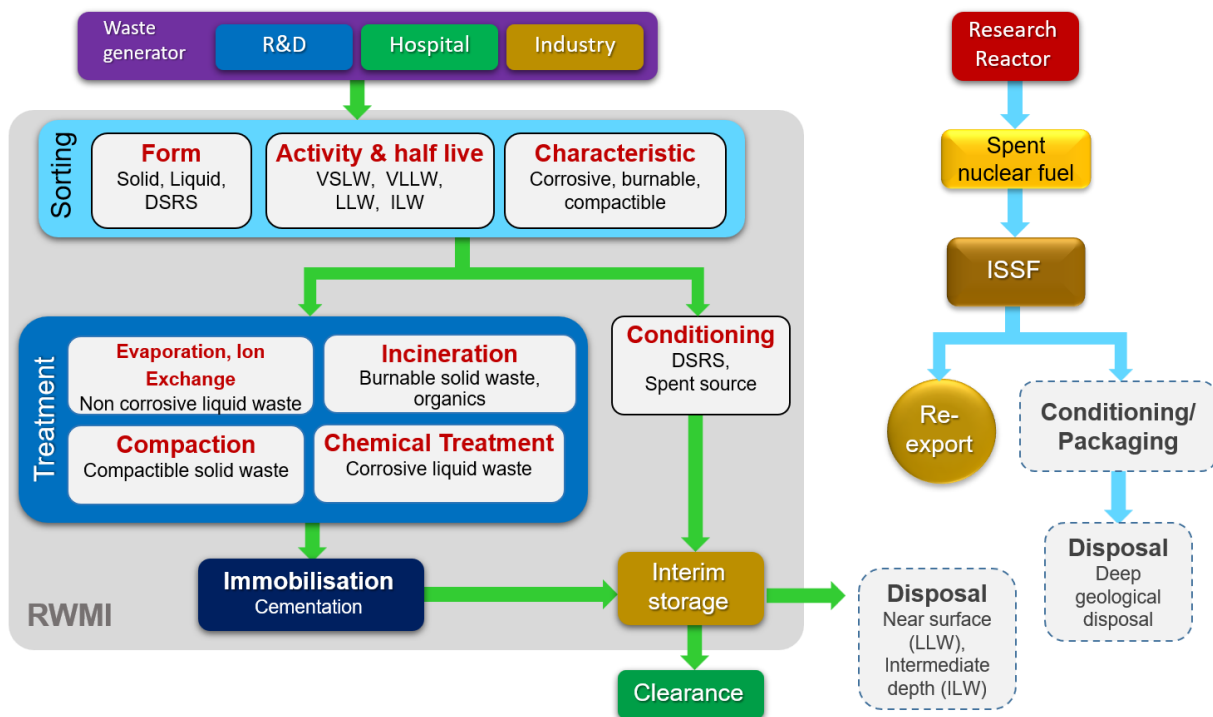 Waste
generator
R&D
Hospital
Industry
Sorting
Form
Solid, Liquid,
DSRS
Activity & half live
VSLW, VLLW,
LLW, ILW
Characteristic
Corrosive, burnable,
compactible
Treatment
Evaporation, Ion
Exchange
Non corrosive liquid waste
Incineration
Burnable solid waste,
organics
Compaction
Compactible solid waste
Chemical Treatment
Corrosive liquid waste
Conditioning
DSRS,
Spent source
Immobilisation
Cementation
Interim
storage
RWMI
Clearance
Disposal
Near surface
(LLW),
Intermediate
depth (ILW)
Research
Reactor
Spent
nuclear fuel
ISSF
Re-
export
Conditioning/
Packaging
Disposal
Deep
geological
disposal